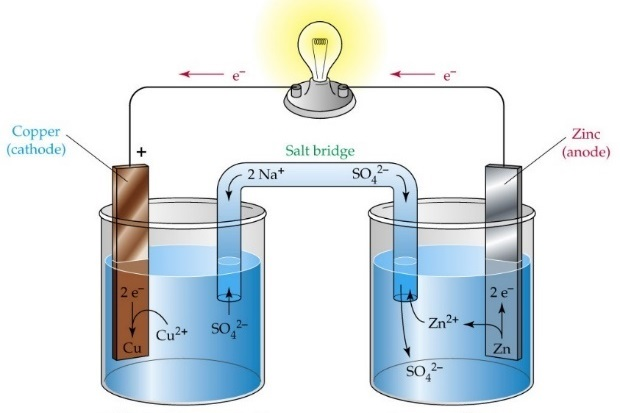 e⁻
e⁻
Copper
(cathode)
+
Zinc
(anode)
Salt bridge
2 Na⁺
SO₄²⁻
2 e⁻
Cu²⁺
Cu
SO₄²⁻
2 e⁻
Zn²⁺
Zn
SO₄²⁻